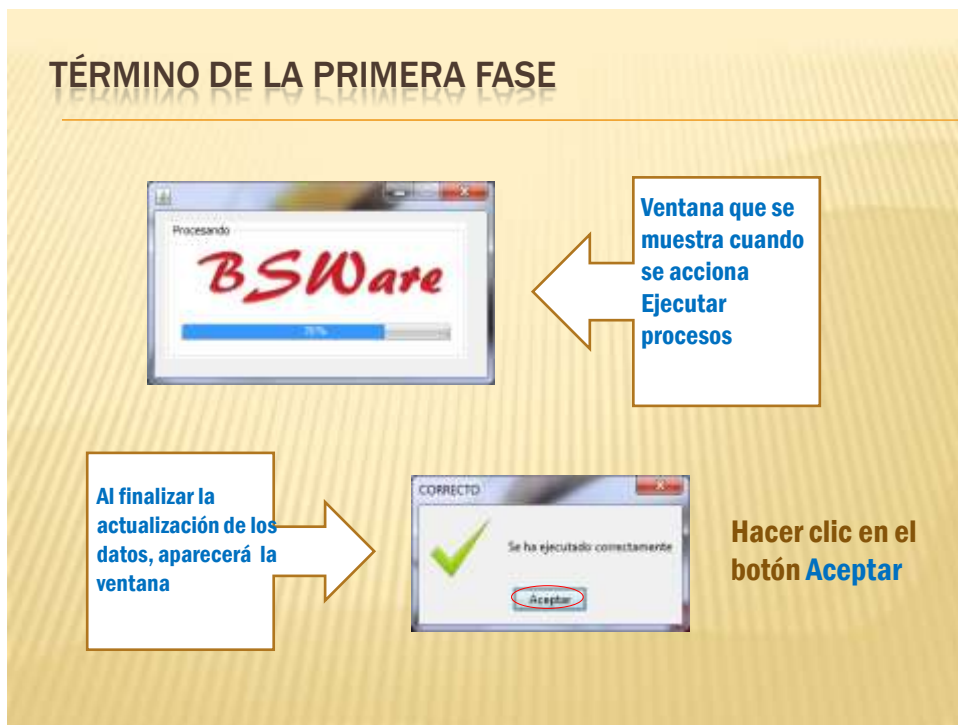 TÉRMINO DE LA PRIMERA FASE
Procesando
BSWare
Ventana que se
muestra cuando
se acciona
Ejecutar
procesos
Al finalizar la
actualización de los
datos, aparecerá la
ventana
CORRECTO
Se ha ejecutado correctamente
Aceptar
Hacer clic en el
botón Aceptar